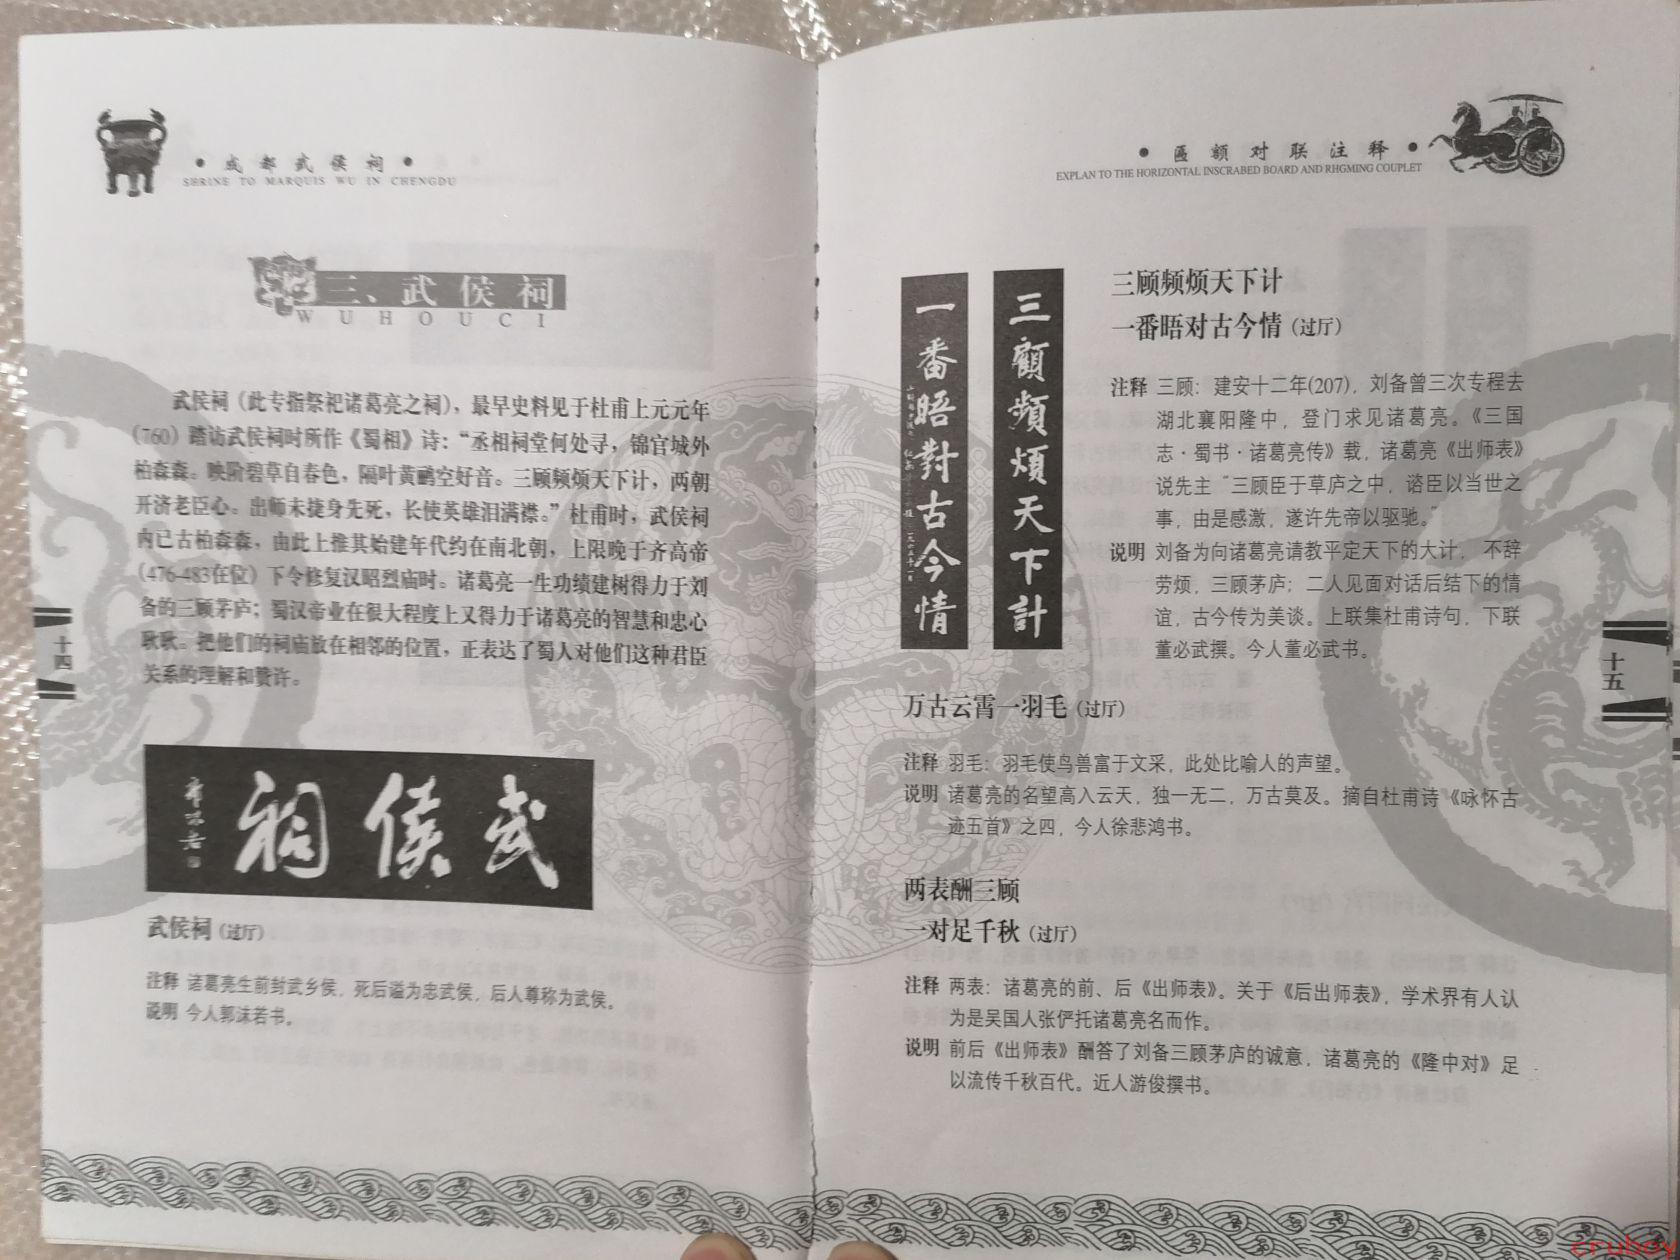 成都武侯祠
SHRINE TO MARQUIS WU IN CHENGDU
三、武侯祠
WUHOUCI
武侯祠（此专指祭祀诸葛亮之祠），最早史料见于杜甫上元元年
（760）踏访武侯祠时所作《蜀相》诗：“丞相祠堂何处寻，锦官城外
柏森森。映阶碧草自春色，隔叶黄鹂空好音。三顾频烦天下计，两朝
开济老臣心。出师未捷身先死，长使英雄泪满襟。”杜甫时，武侯祠
内已古柏森森，由此上推其始建年代约在南北朝，上限晚于齐高帝
（476-483在位）下令修复汉昭烈庙时。诸葛亮一生功绩建树得力于刘
备的三顾茅庐；蜀汉帝业在很大程度上又得力于诸葛亮的智慧和忠心
耿耿。把他们的祠庙放在相邻的位置，正表达了蜀人对他们这种君臣
关系的理解和赞许。
十四
武侯祠
郭沫若
武侯祠（过厅）
注释 诸葛亮生前封武乡侯，死后谥为忠武侯，后人尊称为武侯。
说明 今人郭沫若书。
匾额对联注释
EXPLAN TO THE HORIZONTAL INSCRABED BOARD AND RHGMING COUPLET
三顧頻煩天下計
一番晤對古今情
三顾频烦天下计
一番晤对古今情（过厅）
注释 三顾：建安十二年(207)，刘备曾三次专程去
湖北襄阳隆中，登门求见诸葛亮。《三国
志·蜀书·诸葛亮传》载，诸葛亮《出师表》
说先主“三顾臣于草庐之中，谘臣以当世之
事，由是感激，遂许先帝以驱驰。”
说明 刘备为向诸葛亮请教平定天下的大计，不辞
劳烦，三顾茅庐；二人见面对话后结下的情
谊，古今传为美谈。上联集杜甫诗句，下联
董必武撰。今人董必武书。
十五
万古云霄一羽毛（过厅）
注释 羽毛：羽毛使鸟兽富于文采，此处比喻人的声望。
说明 诸葛亮的名望高入云天，独一无二，万古莫及。摘自杜甫诗《咏怀古
迹五首》之四，今人徐悲鸿书。
两表酬三顾
一对足千秋（过厅）
注释 两表：诸葛亮的前、后《出师表》。关于《后出师表》，学术界有人认
为是吴国人张俨托诸葛亮名而作。
说明 前后《出师表》酬答了刘备三顾茅庐的诚意，诸葛亮的《隆中对》足
以流传千秋百代。近人游俊撰书。
cruboy